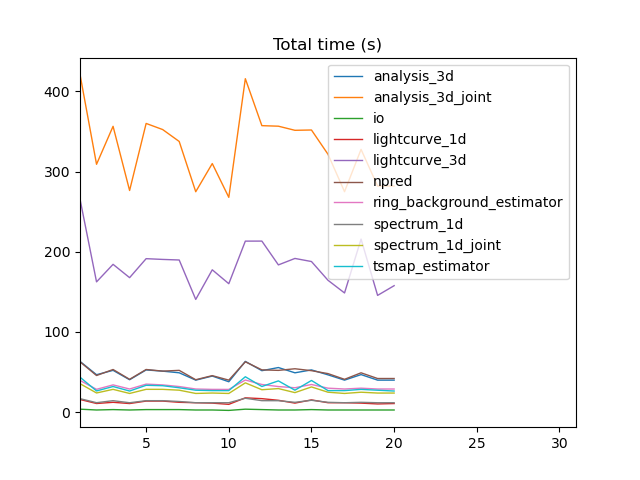 Total time (s)
400
300
200
100
0
5
10
15
20
25
30
analysis_3d
analysis_3d_joint
io
lightcurve_1d
lightcurve_3d
npred
ring_background_estimator
spectrum_1d
spectrum_1d_joint
tsmap_estimator